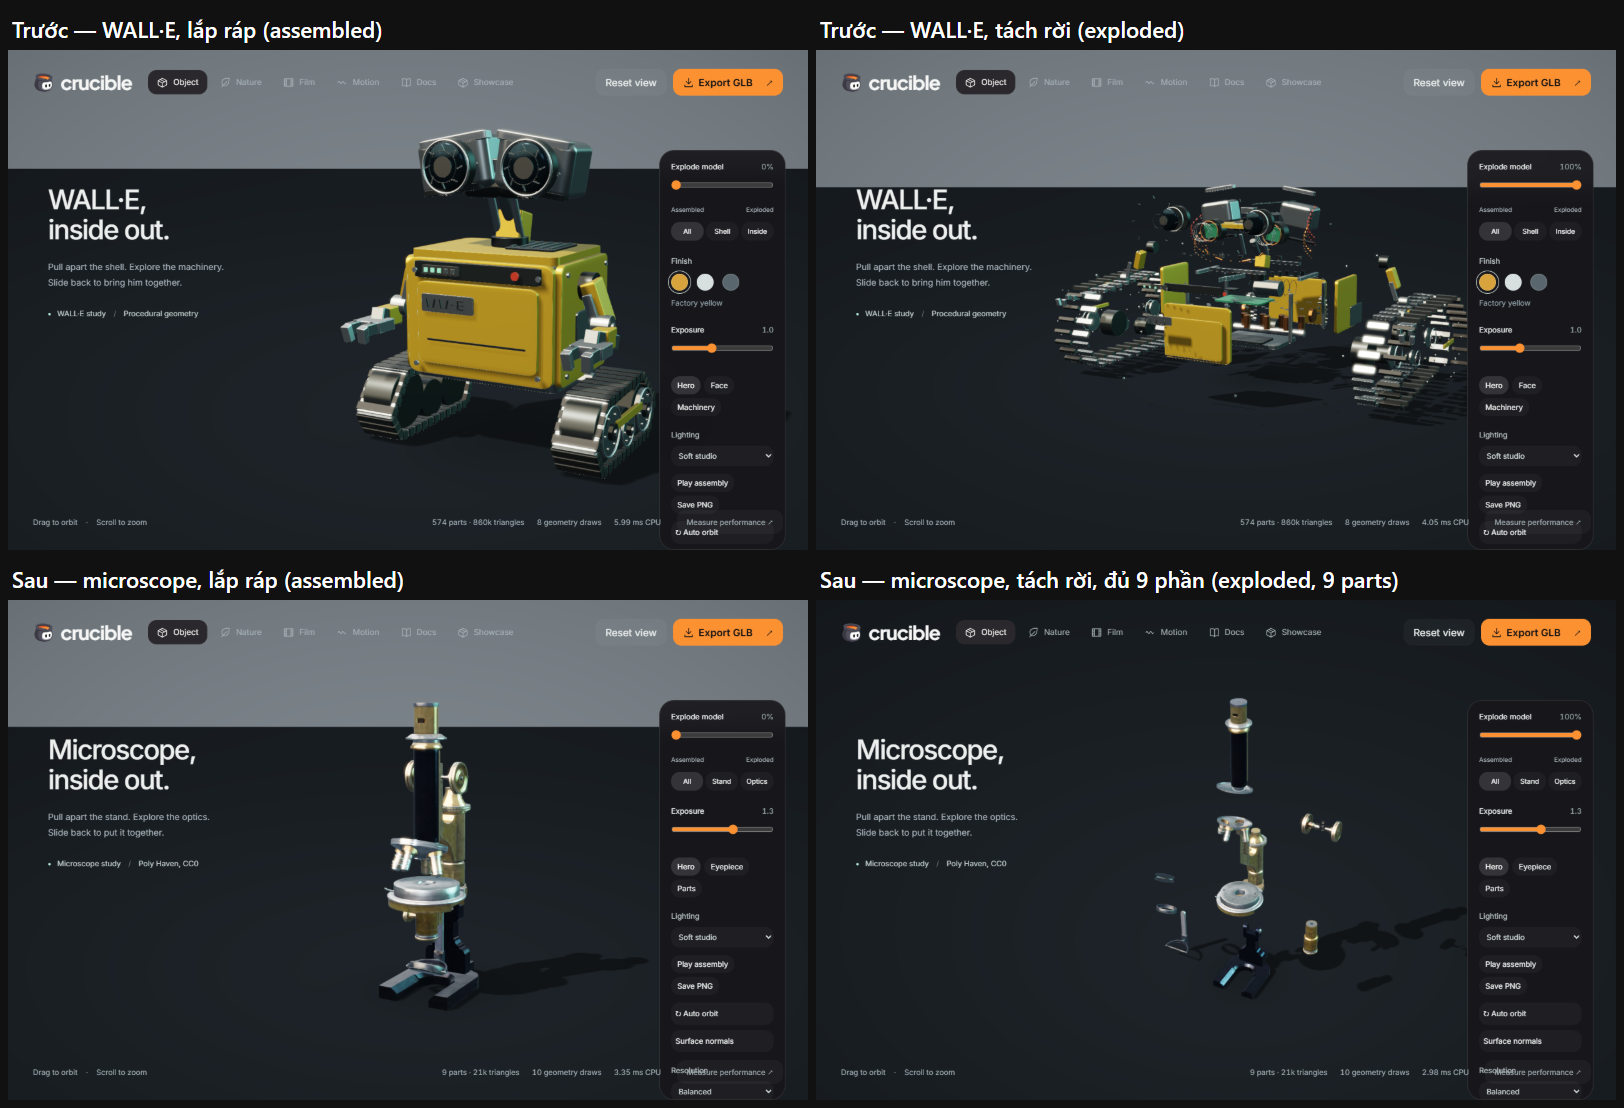 Trước — WALL·E, lắp ráp (assembled)
crucible
Object
Nature
Film
Motion
Docs
Showcase
Reset view
Export GLB
WALL·E,
inside out.
Pull apart the shell. Explore the machinery.
Slide back to bring him together.
WALL·E study / Procedural geometry
WALL·E
Explode model 0%
Assembled Exploded
All Shell Inside
Finish
Factory yellow
Exposure 1.0
Hero Face
Machinery
Lighting
Soft studio
Play assembly
Save PNG
↻ Auto orbit
Drag to orbit · Scroll to zoom
574 parts · 860k triangles 8 geometry draws 5.99 ms CPU
Measure performance ↗
Trước — WALL·E, tách rời (exploded)
crucible
Object
Nature
Film
Motion
Docs
Showcase
Reset view
Export GLB
WALL·E,
inside out.
Pull apart the shell. Explore the machinery.
Slide back to bring him together.
WALL·E study / Procedural geometry
Explode model 100%
Assembled Exploded
All Shell Inside
Finish
Factory yellow
Exposure 1.0
Hero Face
Machinery
Lighting
Soft studio
Play assembly
Save PNG
↻ Auto orbit
Drag to orbit · Scroll to zoom
574 parts · 860k triangles 8 geometry draws 4.05 ms CPU
Measure performance ↗
Sau — microscope, lắp ráp (assembled)
crucible
Object
Nature
Film
Motion
Docs
Showcase
Reset view
Export GLB
Microscope,
inside out.
Pull apart the stand. Explore the optics.
Slide back to put it together.
Microscope study / Poly Haven, CC0
Explode model 0%
Assembled Exploded
All Stand Optics
Exposure 1.3
Hero Eyepiece
Parts
Lighting
Soft studio
Play assembly
Save PNG
↻ Auto orbit
Surface normals
Resolution
Balanced
Drag to orbit · Scroll to zoom
9 parts · 21k triangles 10 geometry draws 3.35 ms CPU
Measure performance ↗
Sau — microscope, tách rời, đủ 9 phần (exploded, 9 parts)
crucible
Object
Nature
Film
Motion
Docs
Showcase
Reset view
Export GLB
Microscope,
inside out.
Pull apart the stand. Explore the optics.
Slide back to put it together.
Microscope study / Poly Haven, CC0
Explode model 100%
Assembled Exploded
All Stand Optics
Exposure 1.3
Hero Eyepiece
Parts
Lighting
Soft studio
Play assembly
Save PNG
↻ Auto orbit
Surface normals
Resolution
Balanced
Drag to orbit · Scroll to zoom
9 parts · 21k triangles 10 geometry draws 2.98 ms CPU
Measure performance ↗